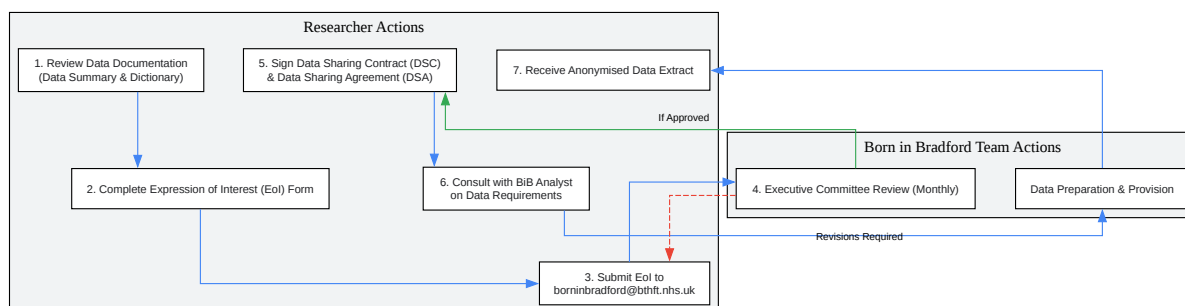 Researcher Actions
1. Review Data Documentation
(Data Summary & Dictionary)
5. Sign Data Sharing Contract (DSC)
& Data Sharing Agreement (DSA)
7. Receive Anonymised Data Extract
If Approved
Born in Bradford Team Actions
2. Complete Expression of Interest (EoI) Form
6. Consult with BiB Analyst
on Data Requirements
4. Executive Committee Review (Monthly)
Data Preparation & Provision
Revisions Required
3. Submit EoI to
borninbradford@bthft.nhs.uk